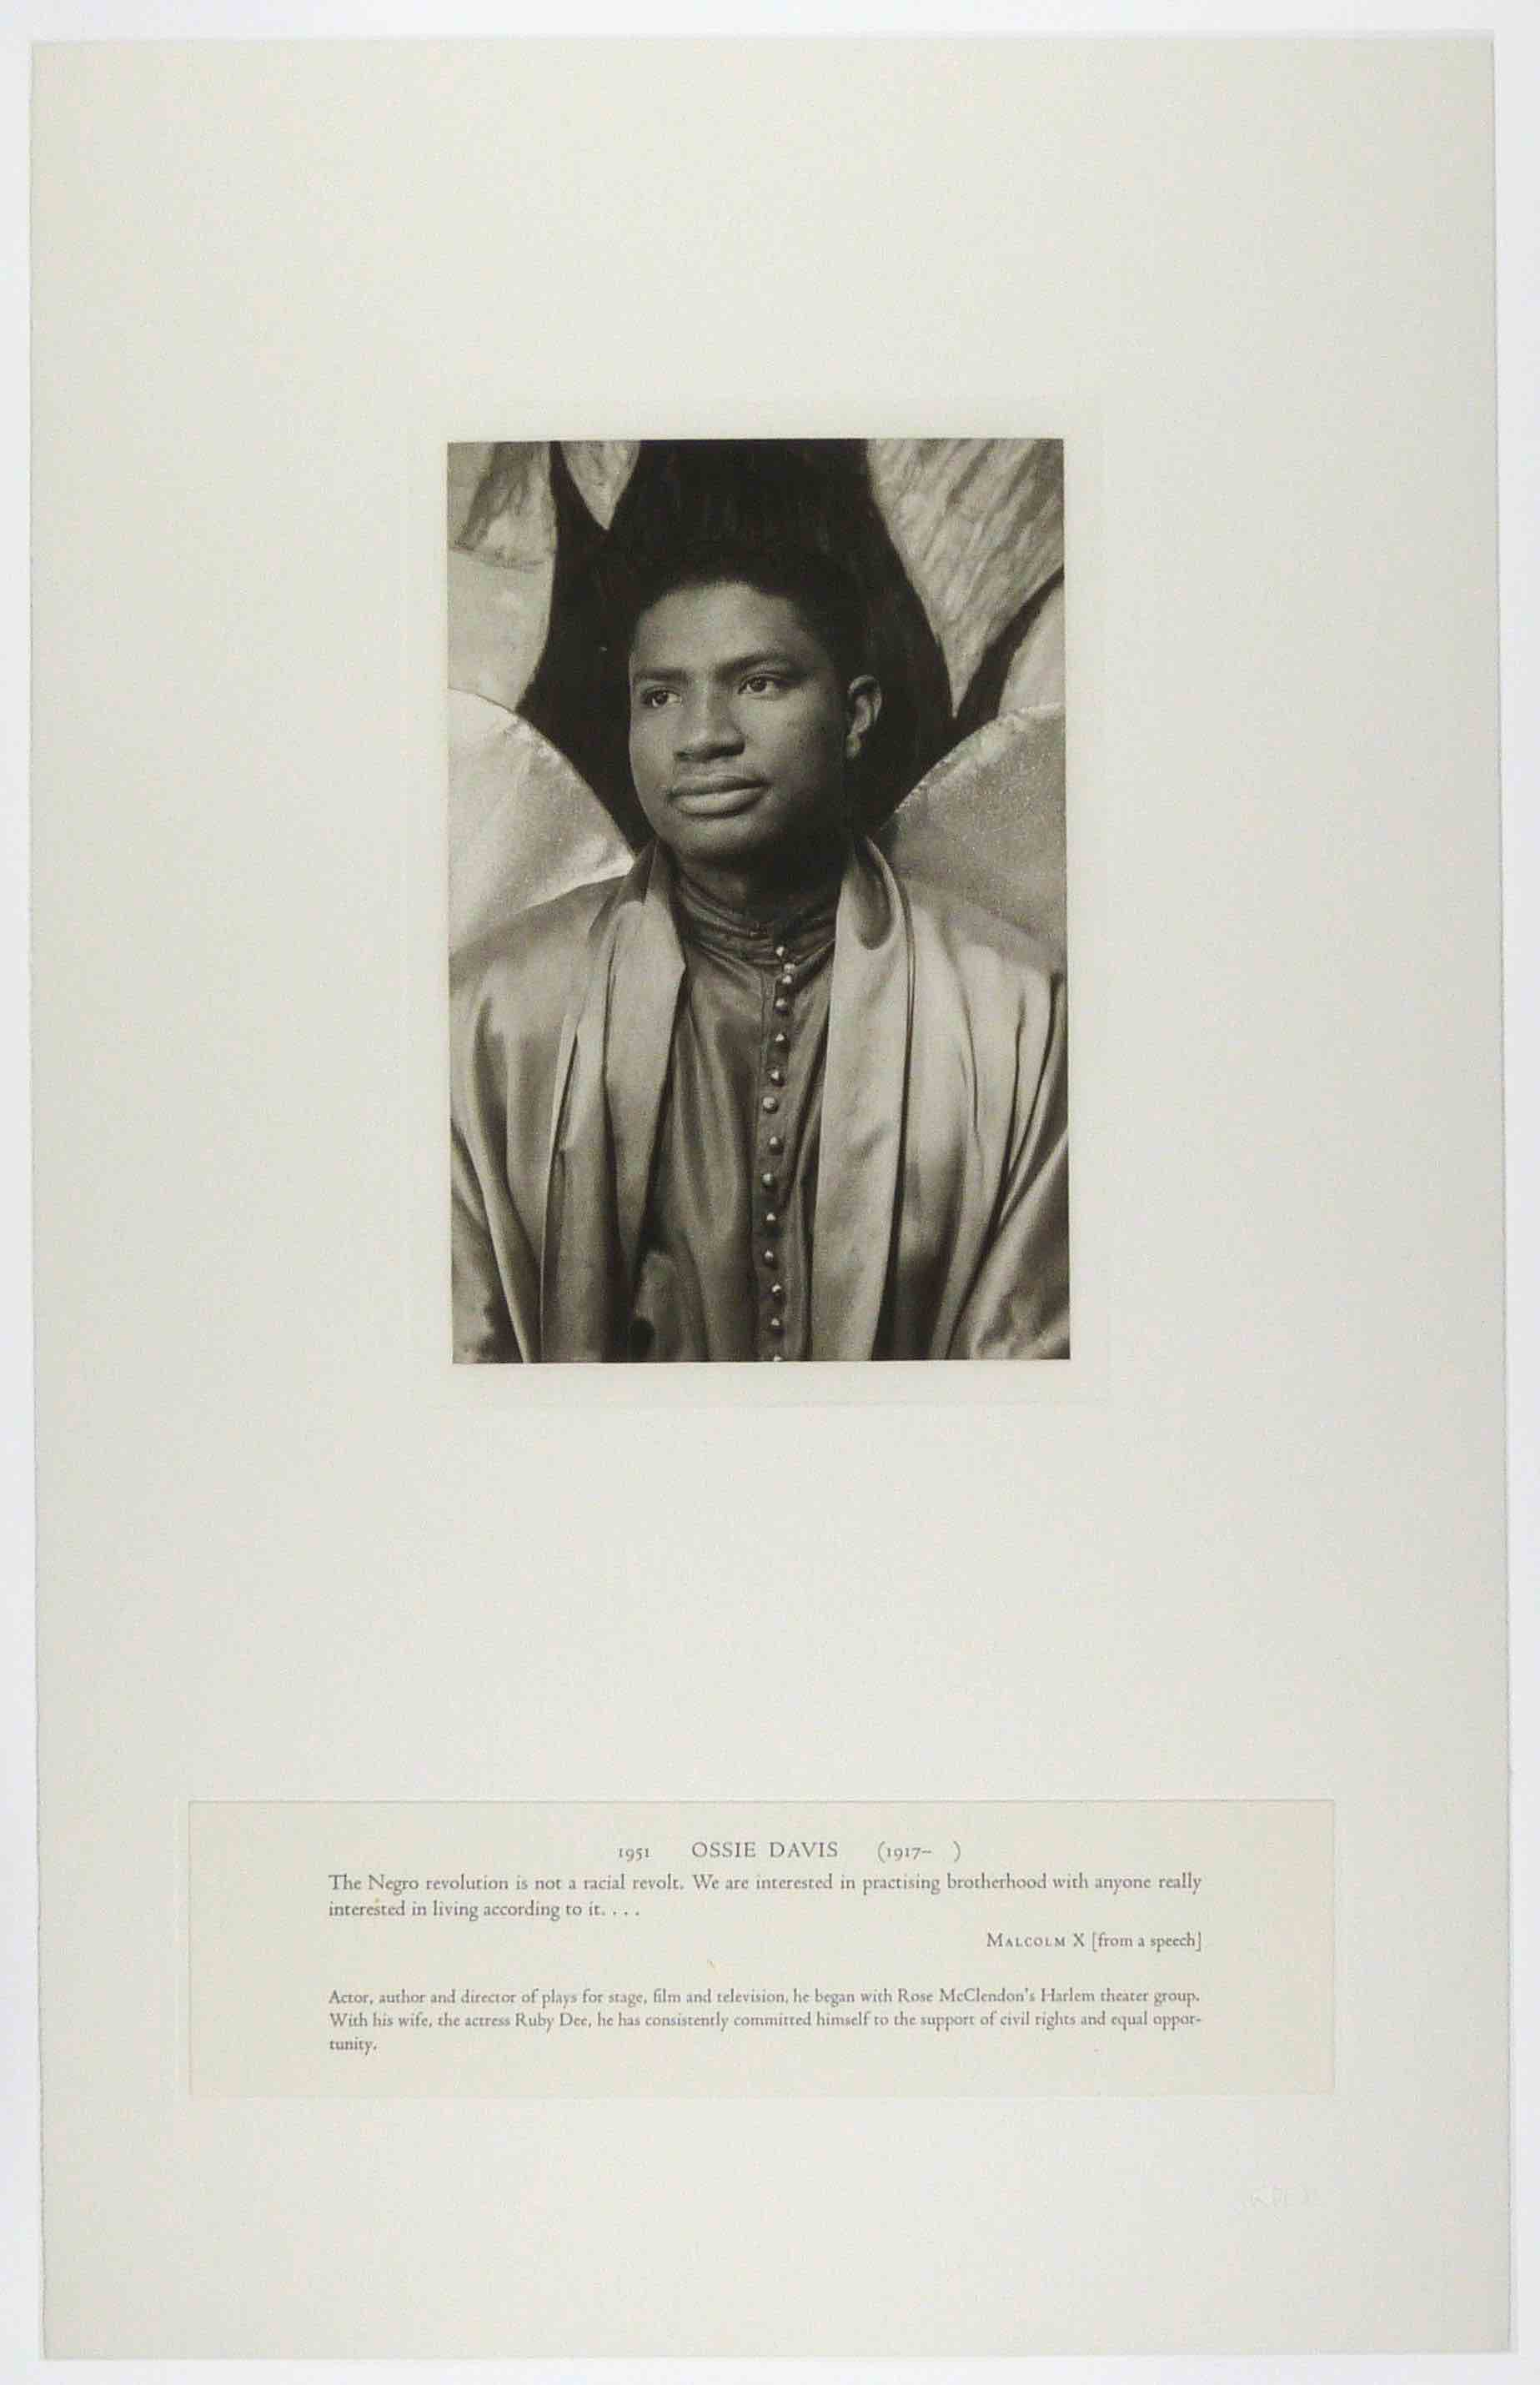 1951 OSSIE DAVIS (1917– )
The Negro revolution is not a racial revolt. We are interested in practising brotherhood with anyone really
interested in living according to it. . . .
MALCOLM X [from a speech]
Actor, author and director of plays for stage, film and television, he began with Rose McClendon's Harlem theater group.
With his wife, the actress Ruby Dee, he has consistently committed himself to the support of civil rights and equal oppor-
tunity.